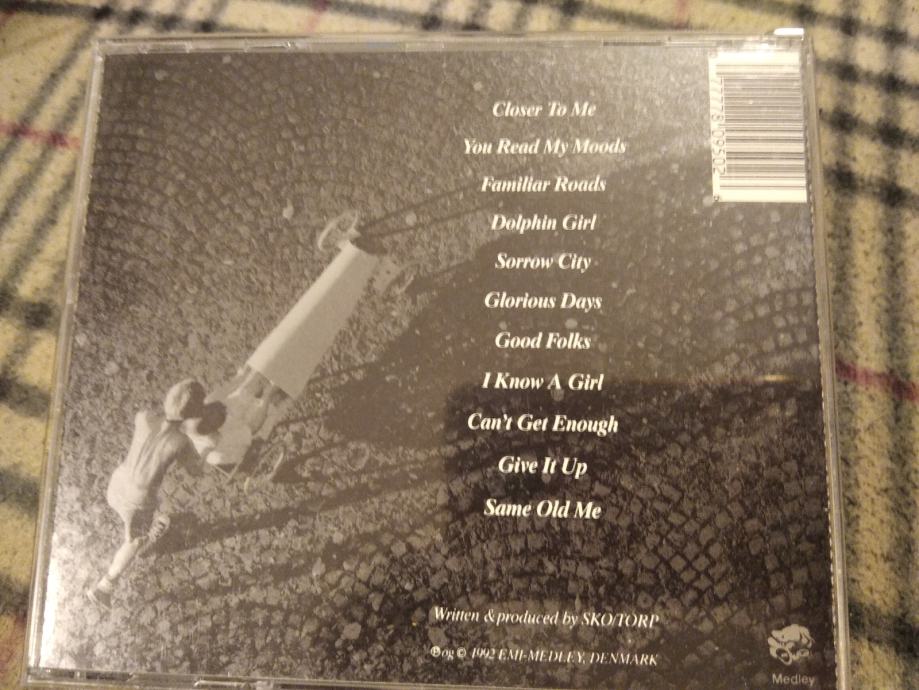 Closer To Me
You Read My Moods
Familiar Roads
Dolphin Girl
Sorrow City
Glorious Days
Good Folks
I Know A Girl
Can't Get Enough
Give It Up
Same Old Me
Written & produced by SKO/TORP
℗ og © 1992 EMI-MEDLEY, DENMARK
Medley